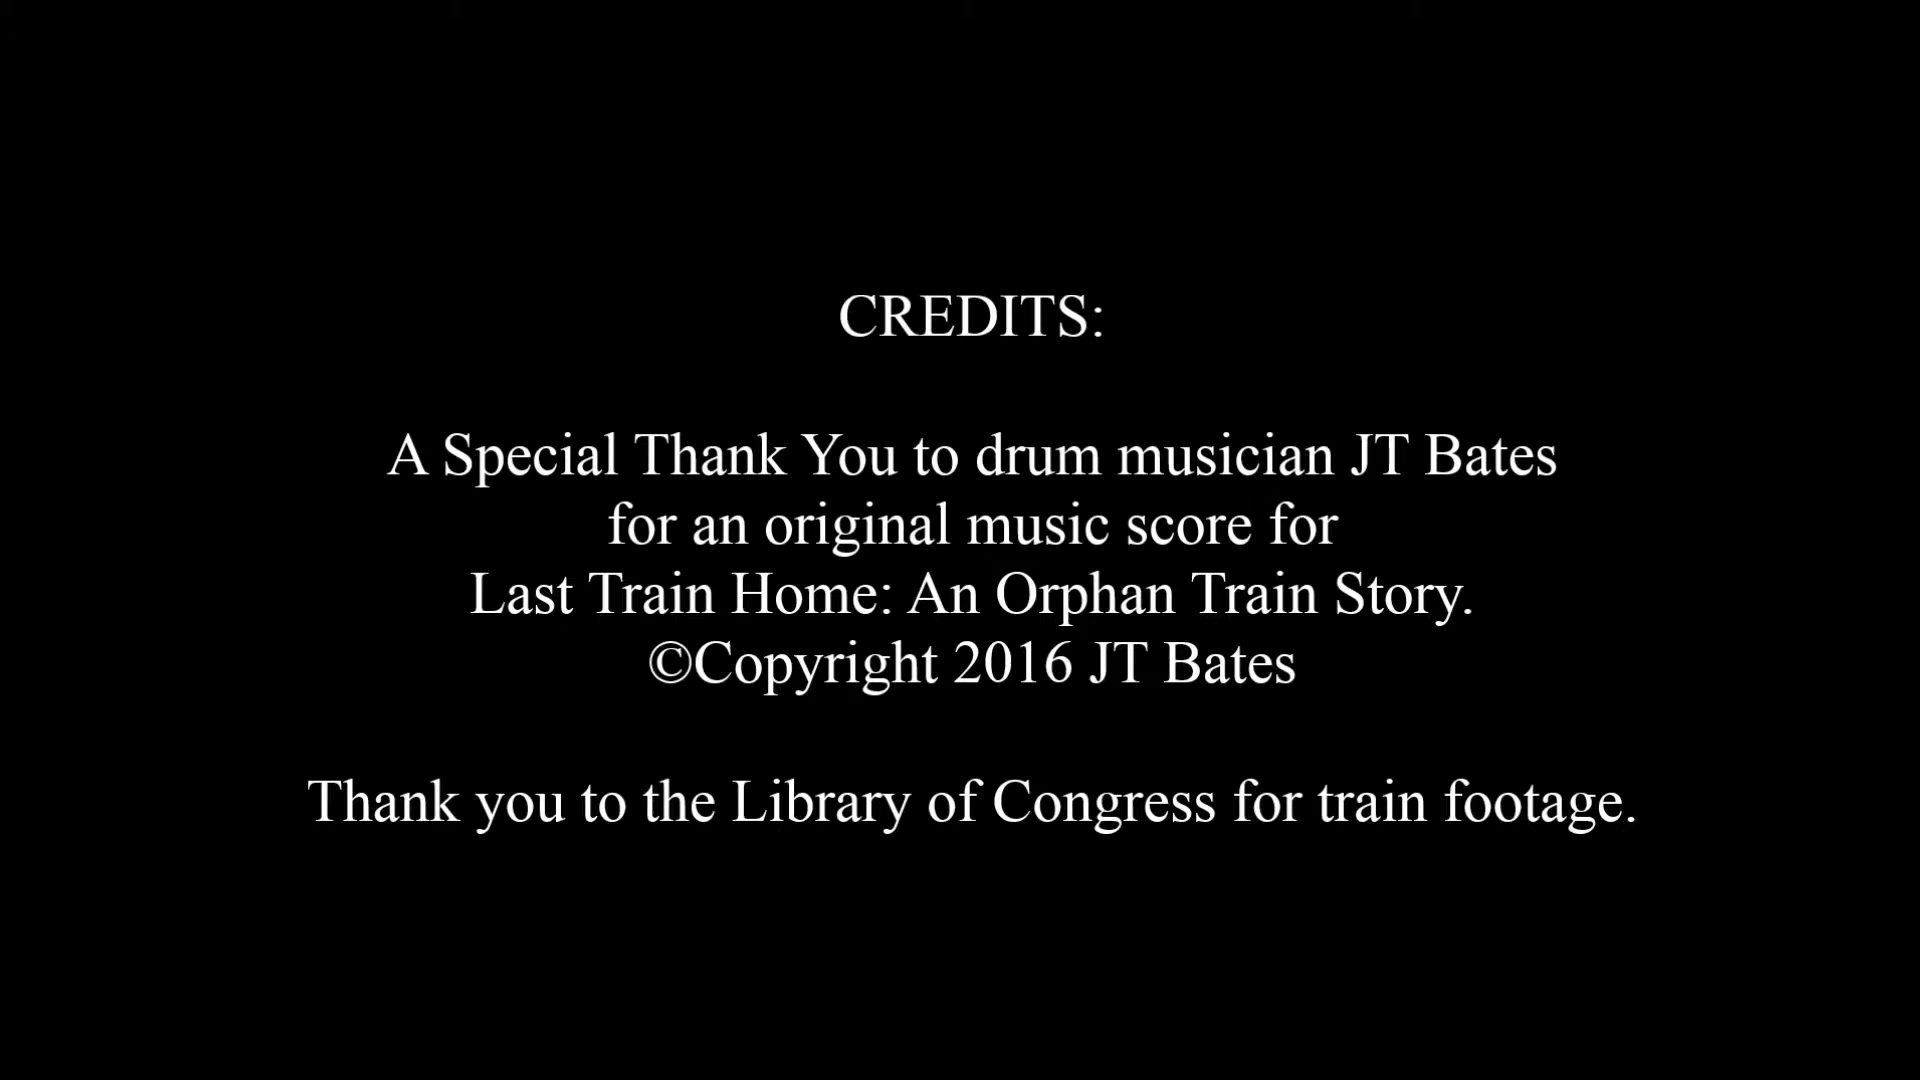 CREDITS:
A Special Thank You to drum musician JT Bates
for an original music score for
Last Train Home: An Orphan Train Story.
©Copyright 2016 JT Bates
Thank you to the Library of Congress for train footage.